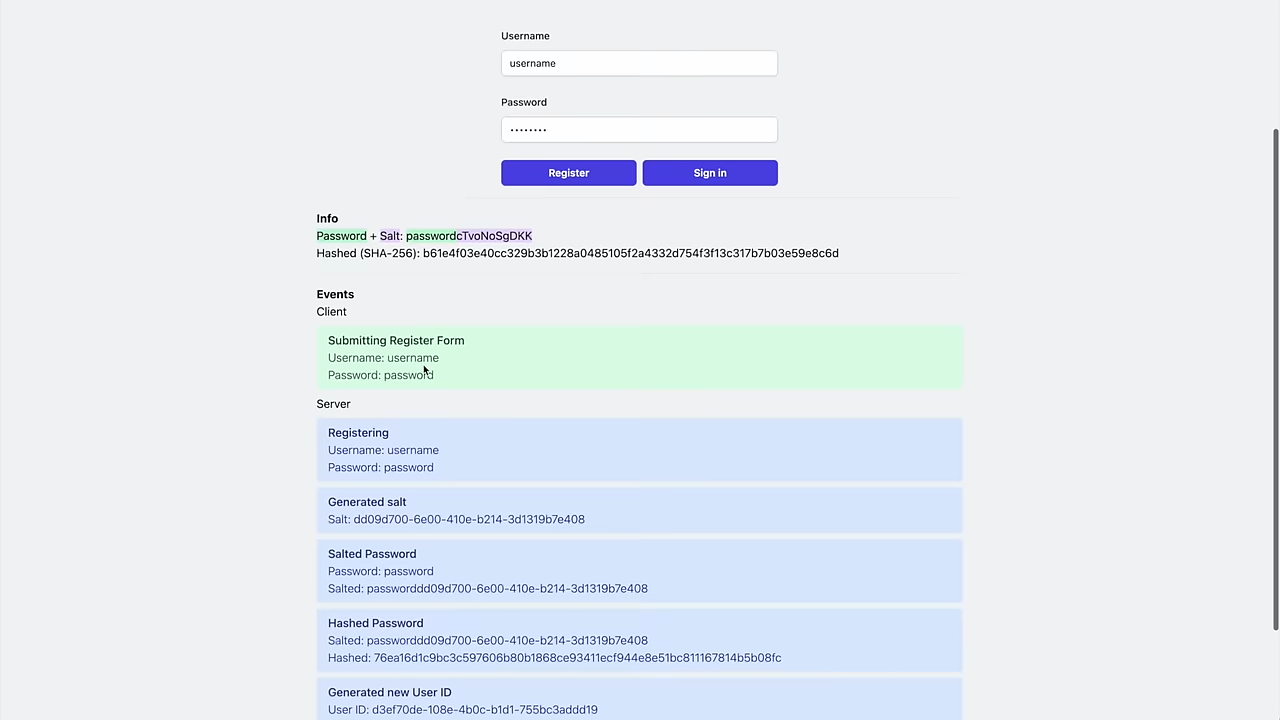 Username
username
Password
••••••••
Register
Sign in
Info
Password + Salt: passwordcTvoNoSgDKK
Hashed (SHA-256): b61e4f03e40cc329b3b1228a0485105f2a4332d754f3f13c317b7b03e59e8c6d
Events
Client
Submitting Register Form
Username: username
Password: password
Server
Registering
Username: username
Password: password
Generated salt
Salt: dd09d700-6e00-410e-b214-3d1319b7e408
Salted Password
Password: password
Salted: passworddd09d700-6e00-410e-b214-3d1319b7e408
Hashed Password
Salted: passworddd09d700-6e00-410e-b214-3d1319b7e408
Hashed: 76ea16d1c9bc3c597606b80b1868ce93411ecf944e8e51bc811167814b5b08fc
Generated new User ID
User ID: d3ef70de-108e-4b0c-b1d1-755bc3addd19